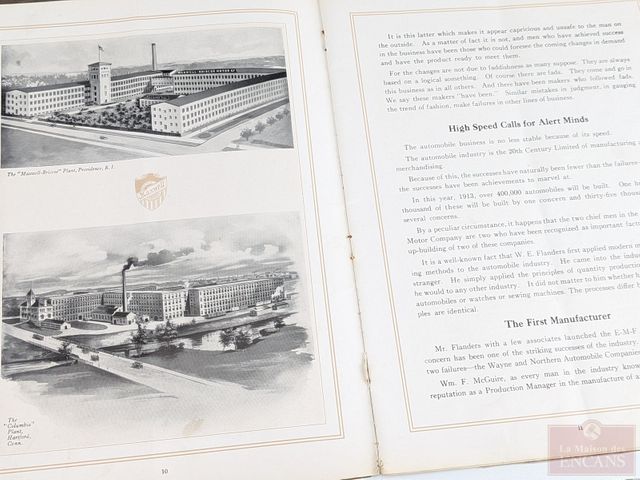 The "Maxwell-Briscoe" Plant, Providence, R. I.
The
"Columbia"
Plant,
Hartford,
Conn.
10
It is this latter which makes it appear capricious and unsafe to the man on
the outside. As a matter of fact it is not, and men who have achieved success
in the business have been those who could foresee the coming changes in demand
and have the product ready to meet them.
For the changes are not due to faddishness as many suppose. They are always
based on a logical something. Of course there are fads. They come and go in
this business as in all others. And there have been makers who followed fads.
We say these makers "have been." Similar mistakes in judgment, in gauging
the trend of fashion, make failures in other lines of business.
High Speed Calls for Alert Minds
The automobile business is no less stable because of its speed.
The automobile industry is the 20th Century Limited of manufacturing a
merchandising.
Because of this, the successes have naturally been fewer than the failures
the successes have been achievements to marvel at.
In this year, 1913, over 400,000 automobiles will be built. One hu
thousand of these will be built by one concern and thirty-five thousa
several concerns.
By a peculiar circumstance, it happens that the two chief men in the
Motor Company are two who have been recognized as important facto
up-building of two of these companies.
It is a well-known fact that W. E. Flanders first applied modern m
ing methods to the automobile industry. He came into the indu
stranger. He simply applied the principles of quantity production
he would to any other industry. It did not matter to him whether h
automobiles or watches or sewing machines. The processes differ b
ples are identical.
The First Manufacturer
Mr. Flanders with a few associates launched the E-M-F
concern has been one of the striking successes of the industry.
two failures—the Wayne and Northern Automobile Companie
Wm. F. McGuire, as every man in the industry know
reputation as a Production Manager in the manufacture of a
11
La Maison des
ENCANS